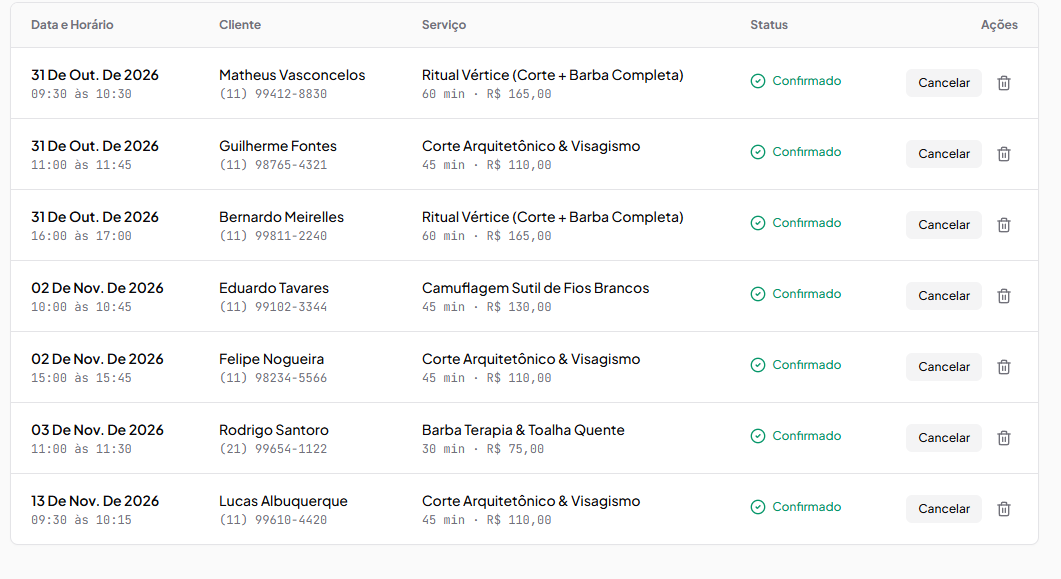 Data e Horário Cliente Serviço Status Ações
31 De Out. De 2026 Matheus Vasconcelos Ritual Vértice (Corte + Barba Completa) Confirmado Cancelar
09:30 às 10:30 (11) 99412-8830 60 min · R$ 165,00
31 De Out. De 2026 Guilherme Fontes Corte Arquitetônico & Visagismo Confirmado Cancelar
11:00 às 11:45 (11) 98765-4321 45 min · R$ 110,00
31 De Out. De 2026 Bernardo Meirelles Ritual Vértice (Corte + Barba Completa) Confirmado Cancelar
16:00 às 17:00 (11) 99811-2240 60 min · R$ 165,00
02 De Nov. De 2026 Eduardo Tavares Camuflagem Sutil de Fios Brancos Confirmado Cancelar
10:00 às 10:45 (11) 99102-3344 45 min · R$ 130,00
02 De Nov. De 2026 Felipe Nogueira Corte Arquitetônico & Visagismo Confirmado Cancelar
15:00 às 15:45 (11) 98234-5566 45 min · R$ 110,00
03 De Nov. De 2026 Rodrigo Santoro Barba Terapia & Toalha Quente Confirmado Cancelar
11:00 às 11:30 (21) 99654-1122 30 min · R$ 75,00
13 De Nov. De 2026 Lucas Albuquerque Corte Arquitetônico & Visagismo Confirmado Cancelar
09:30 às 10:15 (11) 99610-4420 45 min · R$ 110,00